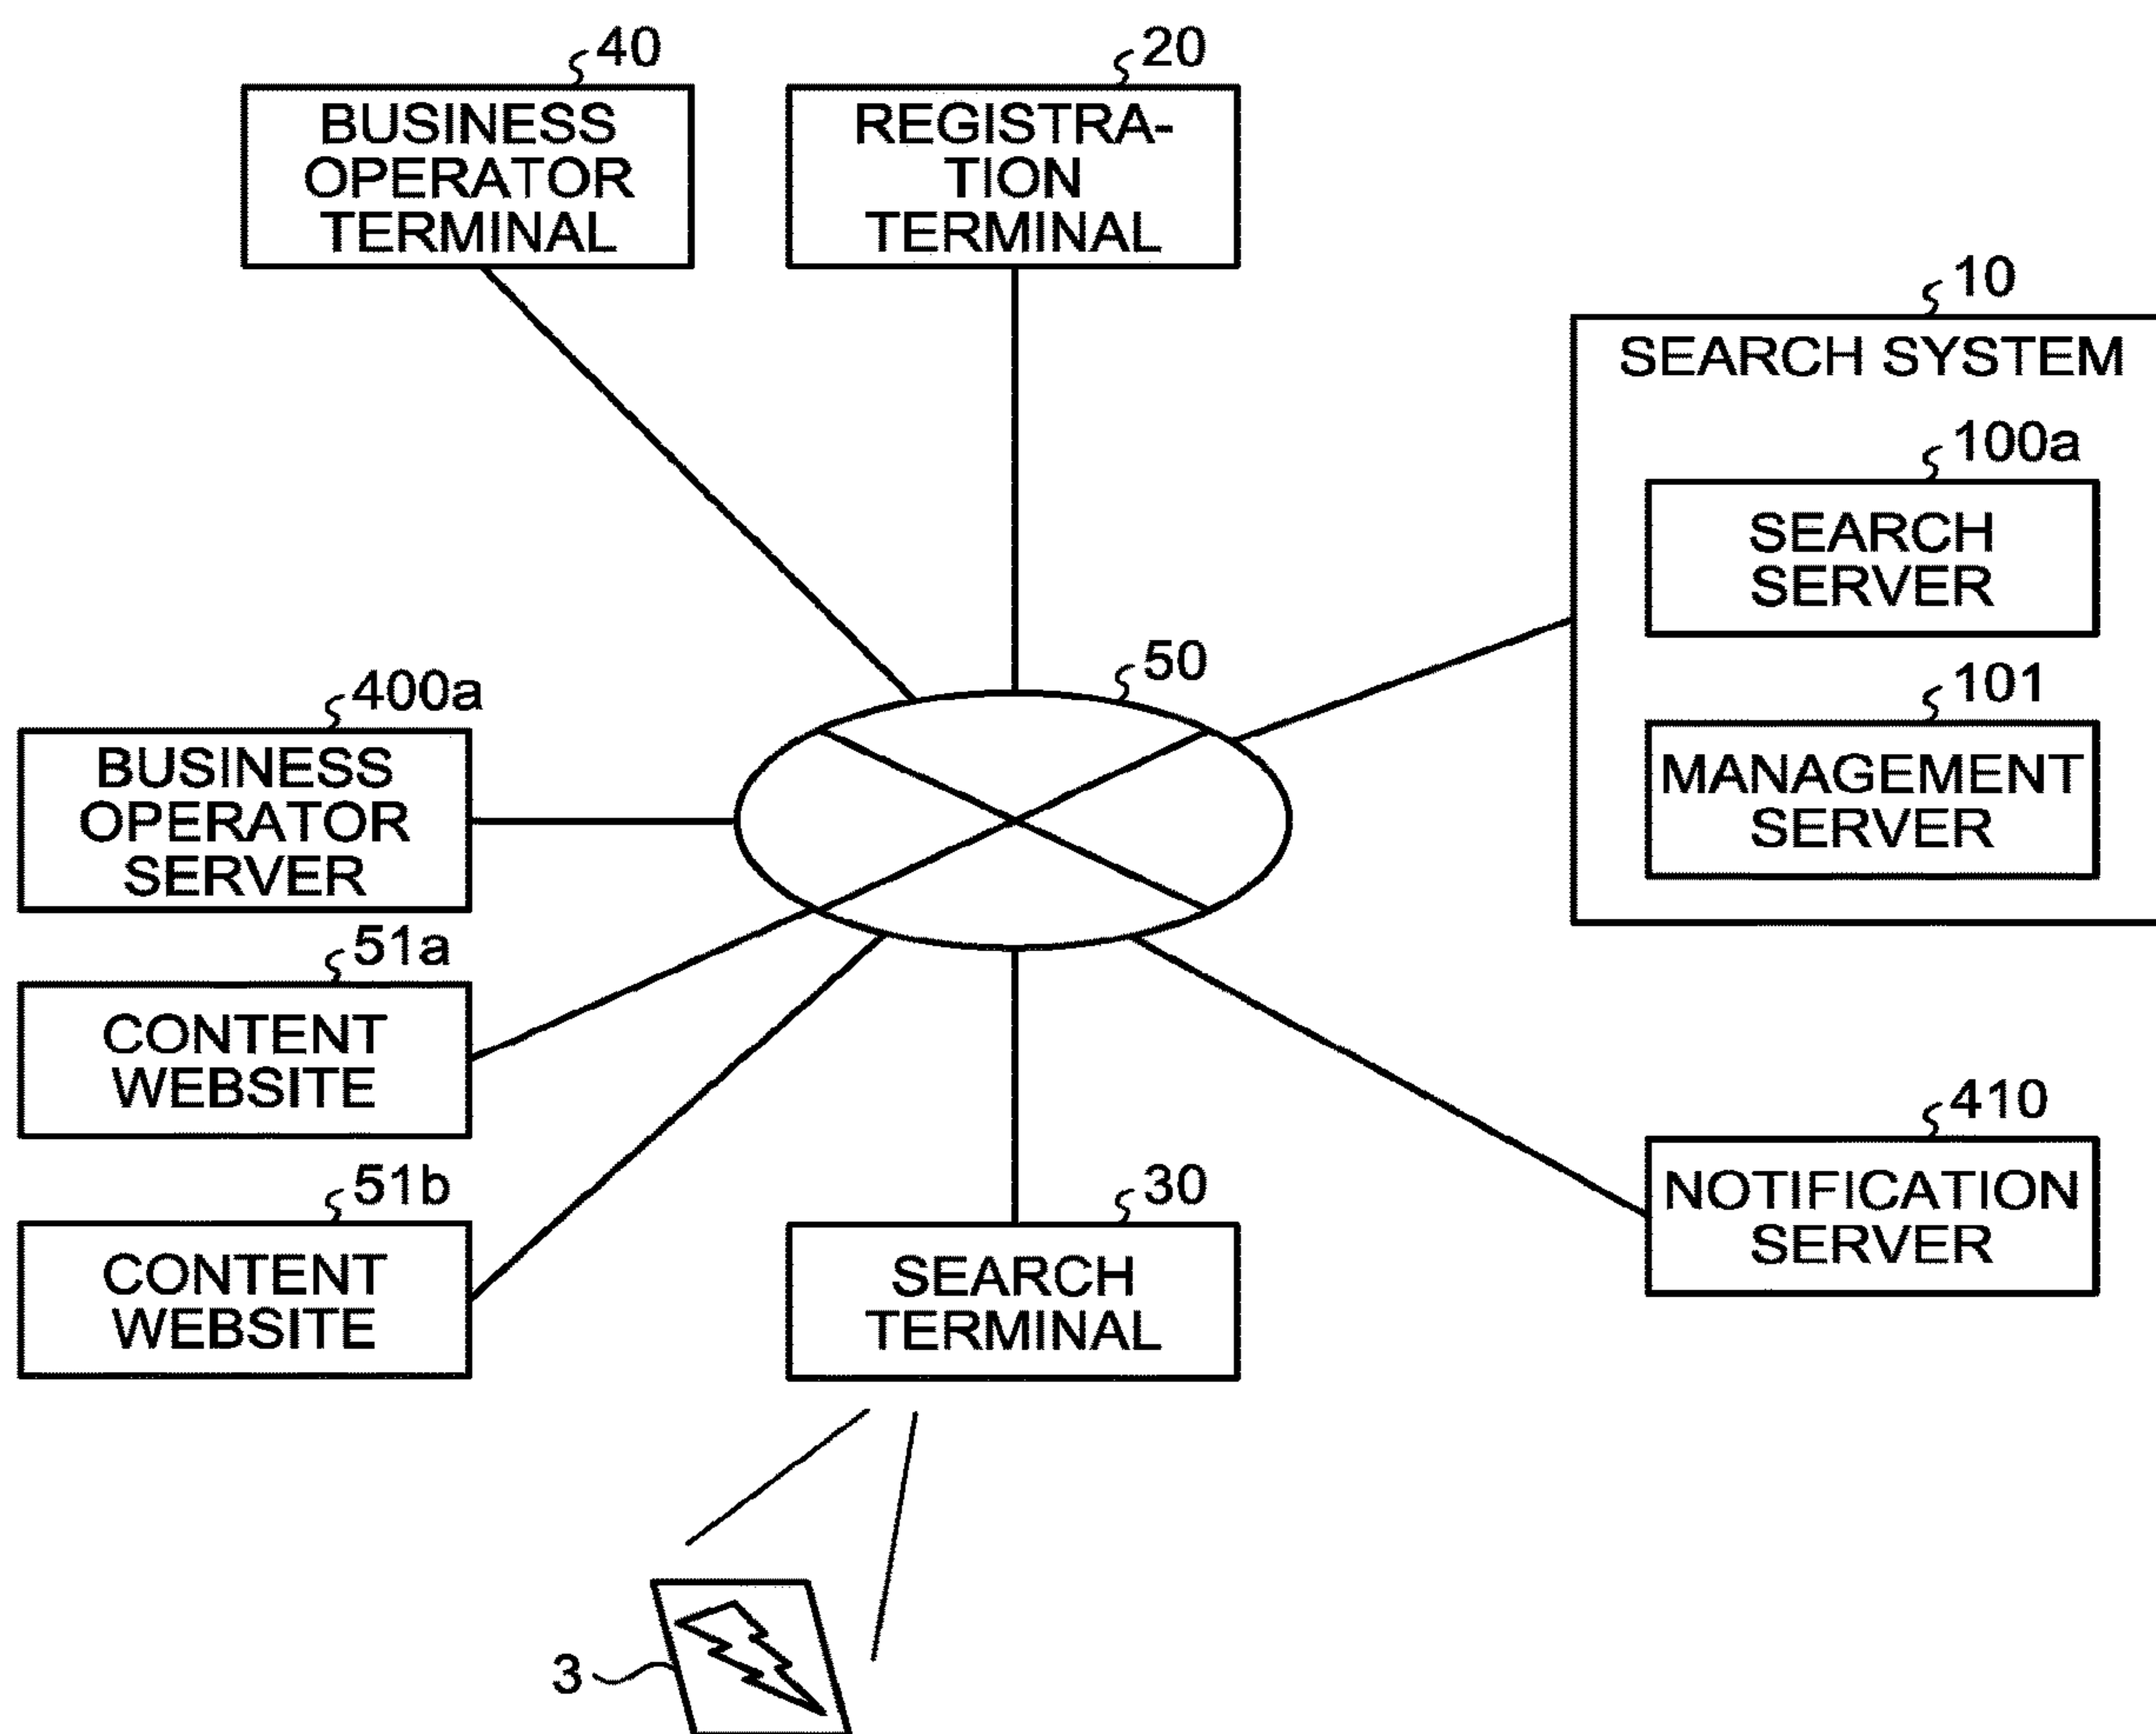 40
BUSINESS
OPERATOR
TERMINAL
20
REGISTRA-
TION
TERMINAL
10
SEARCH SYSTEM
100a
SEARCH
SERVER
101
MANAGEMENT
SERVER
50
400a
BUSINESS
OPERATOR
SERVER
51a
CONTENT
WEBSITE
51b
CONTENT
WEBSITE
30
SEARCH
TERMINAL
410
NOTIFICATION
SERVER
3